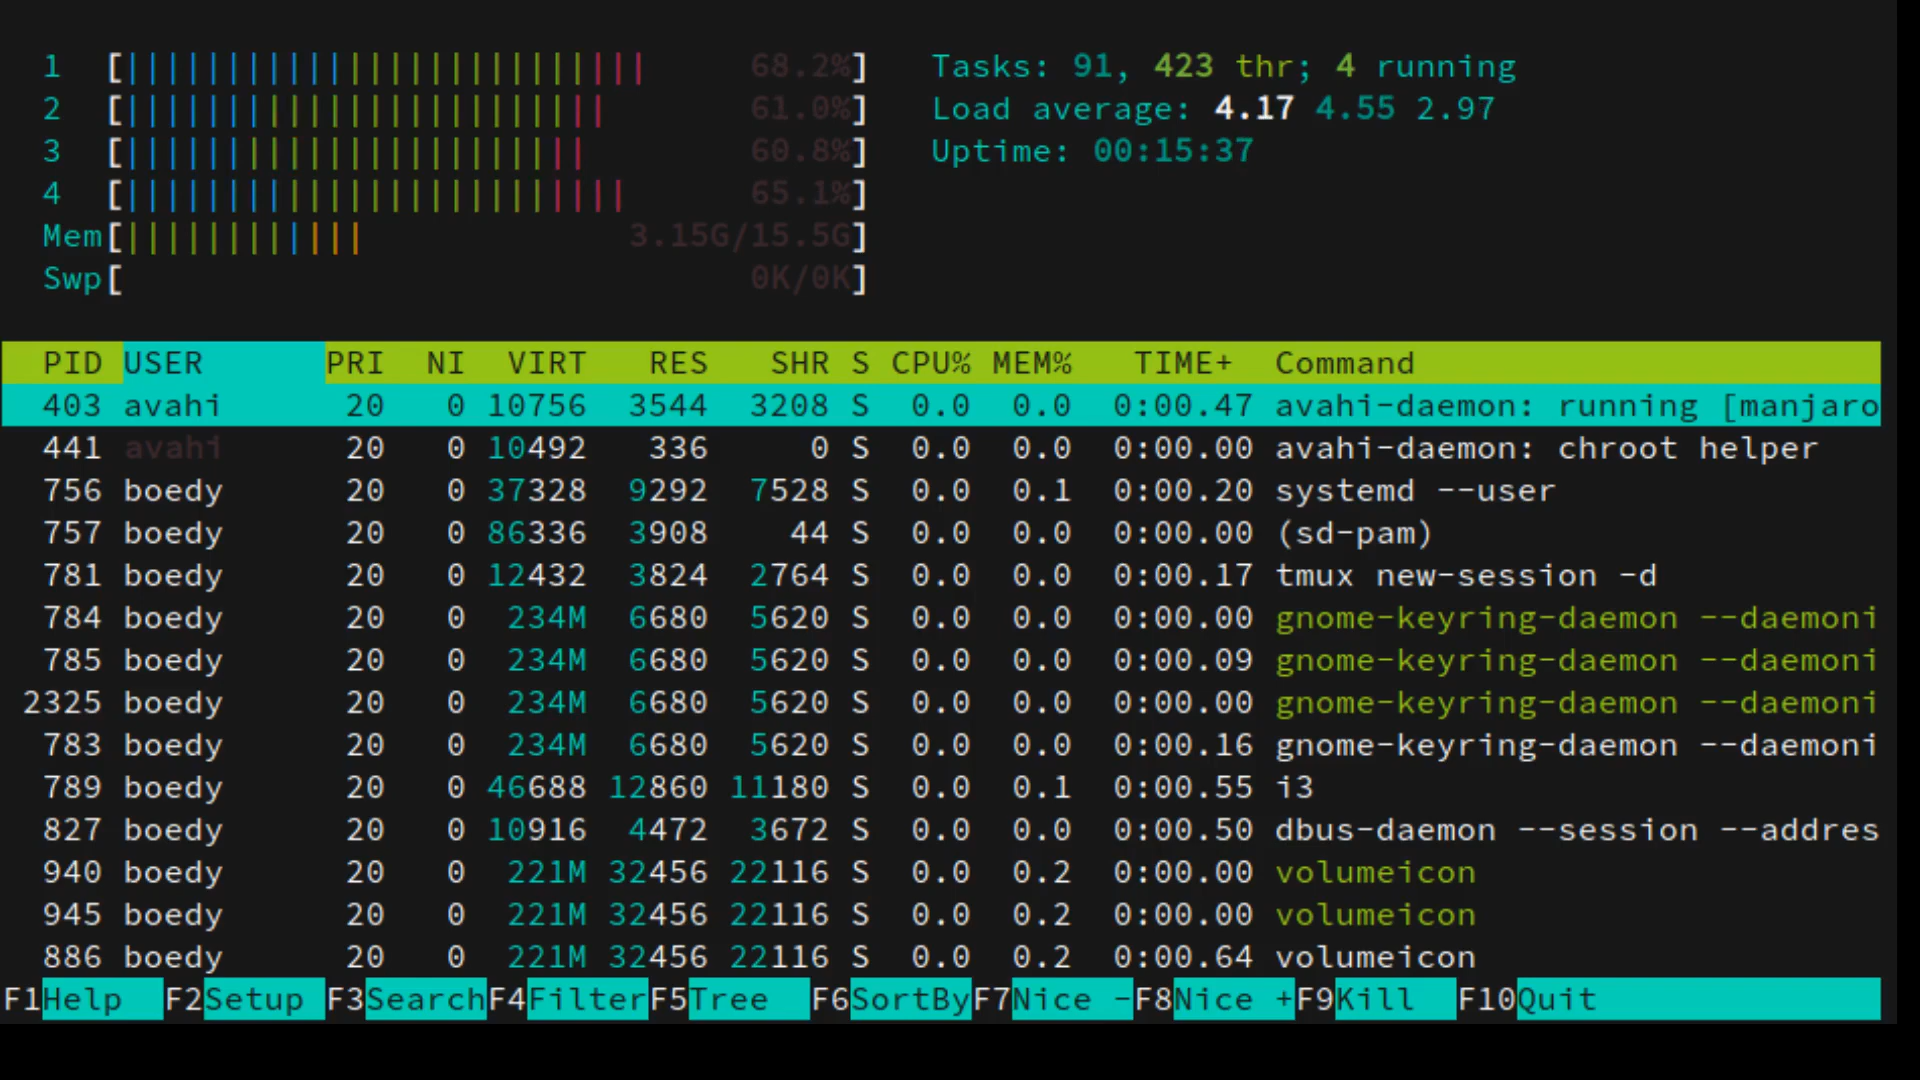 1 [|||||||||||||||||||||||||| 68.2%] Tasks: 91, 423 thr; 4 running
2 [|||||||||||||||||||||||| 61.0%] Load average: 4.17 4.55 2.97
3 [||||||||||||||||||||||| 60.8%] Uptime: 00:15:37
4 [||||||||||||||||||||||||| 65.1%]
Mem[|||||||||||| 3.15G/15.5G]
Swp[ 0K/0K]
PID USER PRI NI VIRT RES SHR S CPU% MEM% TIME+ Command
403 avahi 20 0 10756 3544 3208 S 0.0 0.0 0:00.47 avahi-daemon: running [manjaro
441 avahi 20 0 10492 336 0 S 0.0 0.0 0:00.00 avahi-daemon: chroot helper
756 boedy 20 0 37328 9292 7528 S 0.0 0.1 0:00.20 systemd --user
757 boedy 20 0 86336 3908 44 S 0.0 0.0 0:00.00 (sd-pam)
781 boedy 20 0 12432 3824 2764 S 0.0 0.0 0:00.17 tmux new-session -d
784 boedy 20 0 234M 6680 5620 S 0.0 0.0 0:00.00 gnome-keyring-daemon --daemoni
785 boedy 20 0 234M 6680 5620 S 0.0 0.0 0:00.09 gnome-keyring-daemon --daemoni
2325 boedy 20 0 234M 6680 5620 S 0.0 0.0 0:00.00 gnome-keyring-daemon --daemoni
783 boedy 20 0 234M 6680 5620 S 0.0 0.0 0:00.16 gnome-keyring-daemon --daemoni
789 boedy 20 0 46688 12860 11180 S 0.0 0.1 0:00.55 i3
827 boedy 20 0 10916 4472 3672 S 0.0 0.0 0:00.50 dbus-daemon --session --addres
940 boedy 20 0 221M 32456 22116 S 0.0 0.2 0:00.00 volumeicon
945 boedy 20 0 221M 32456 22116 S 0.0 0.2 0:00.00 volumeicon
886 boedy 20 0 221M 32456 22116 S 0.0 0.2 0:00.64 volumeicon
F1Help F2Setup F3SearchF4FilterF5Tree F6SortByF7Nice -F8Nice +F9Kill F10Quit